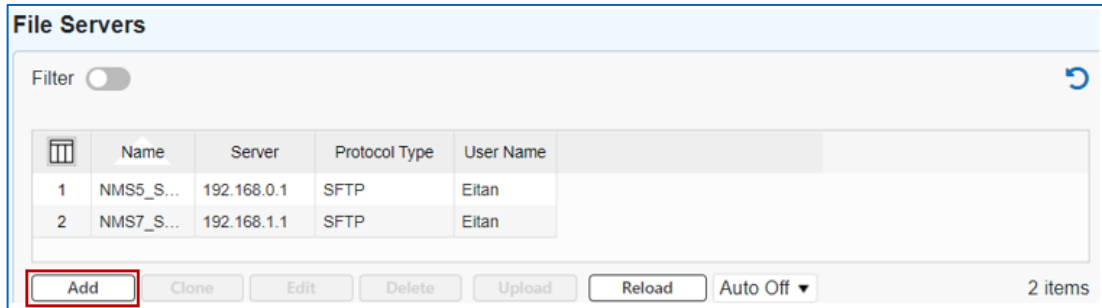 File Servers
Filter
Name Server Protocol Type User Name
1 NMS5_S... 192.168.0.1 SFTP Eitan
2 NMS7_S... 192.168.1.1 SFTP Eitan
Add Clone Edit Delete Upload Reload Auto Off 2 items